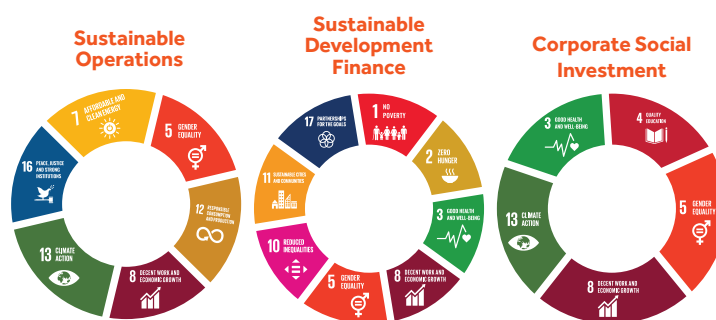 Sustainable
Operations
7 AFFORDABLE AND
CLEAN ENERGY
5 GENDER
EQUALITY
12 RESPONSIBLE
CONSUMPTION
AND PRODUCTION
8 DECENT WORK AND
ECONOMIC GROWTH
13 CLIMATE
ACTION
16 PEACE, JUSTICE
AND STRONG
INSTITUTIONS
Sustainable
Development
Finance
1 NO
POVERTY
2 ZERO
HUNGER
3 GOOD HEALTH
AND WELL-BEING
8 DECENT WORK AND
ECONOMIC GROWTH
5 GENDER
EQUALITY
10 REDUCED
INEQUALITIES
11 SUSTAINABLE CITIES
AND COMMUNITIES
17 PARTNERSHIPS
FOR THE GOALS
Corporate Social
Investment
3 GOOD HEALTH
AND WELL-BEING
4 QUALITY
EDUCATION
5 GENDER
EQUALITY
8 DECENT WORK AND
ECONOMIC GROWTH
13 CLIMATE
ACTION